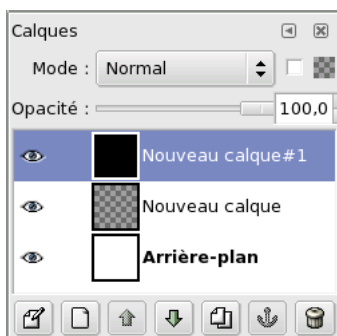 Calques
Mode : Normal
Opacité : 100,0
Nouveau calque#1
Nouveau calque
Arrière-plan